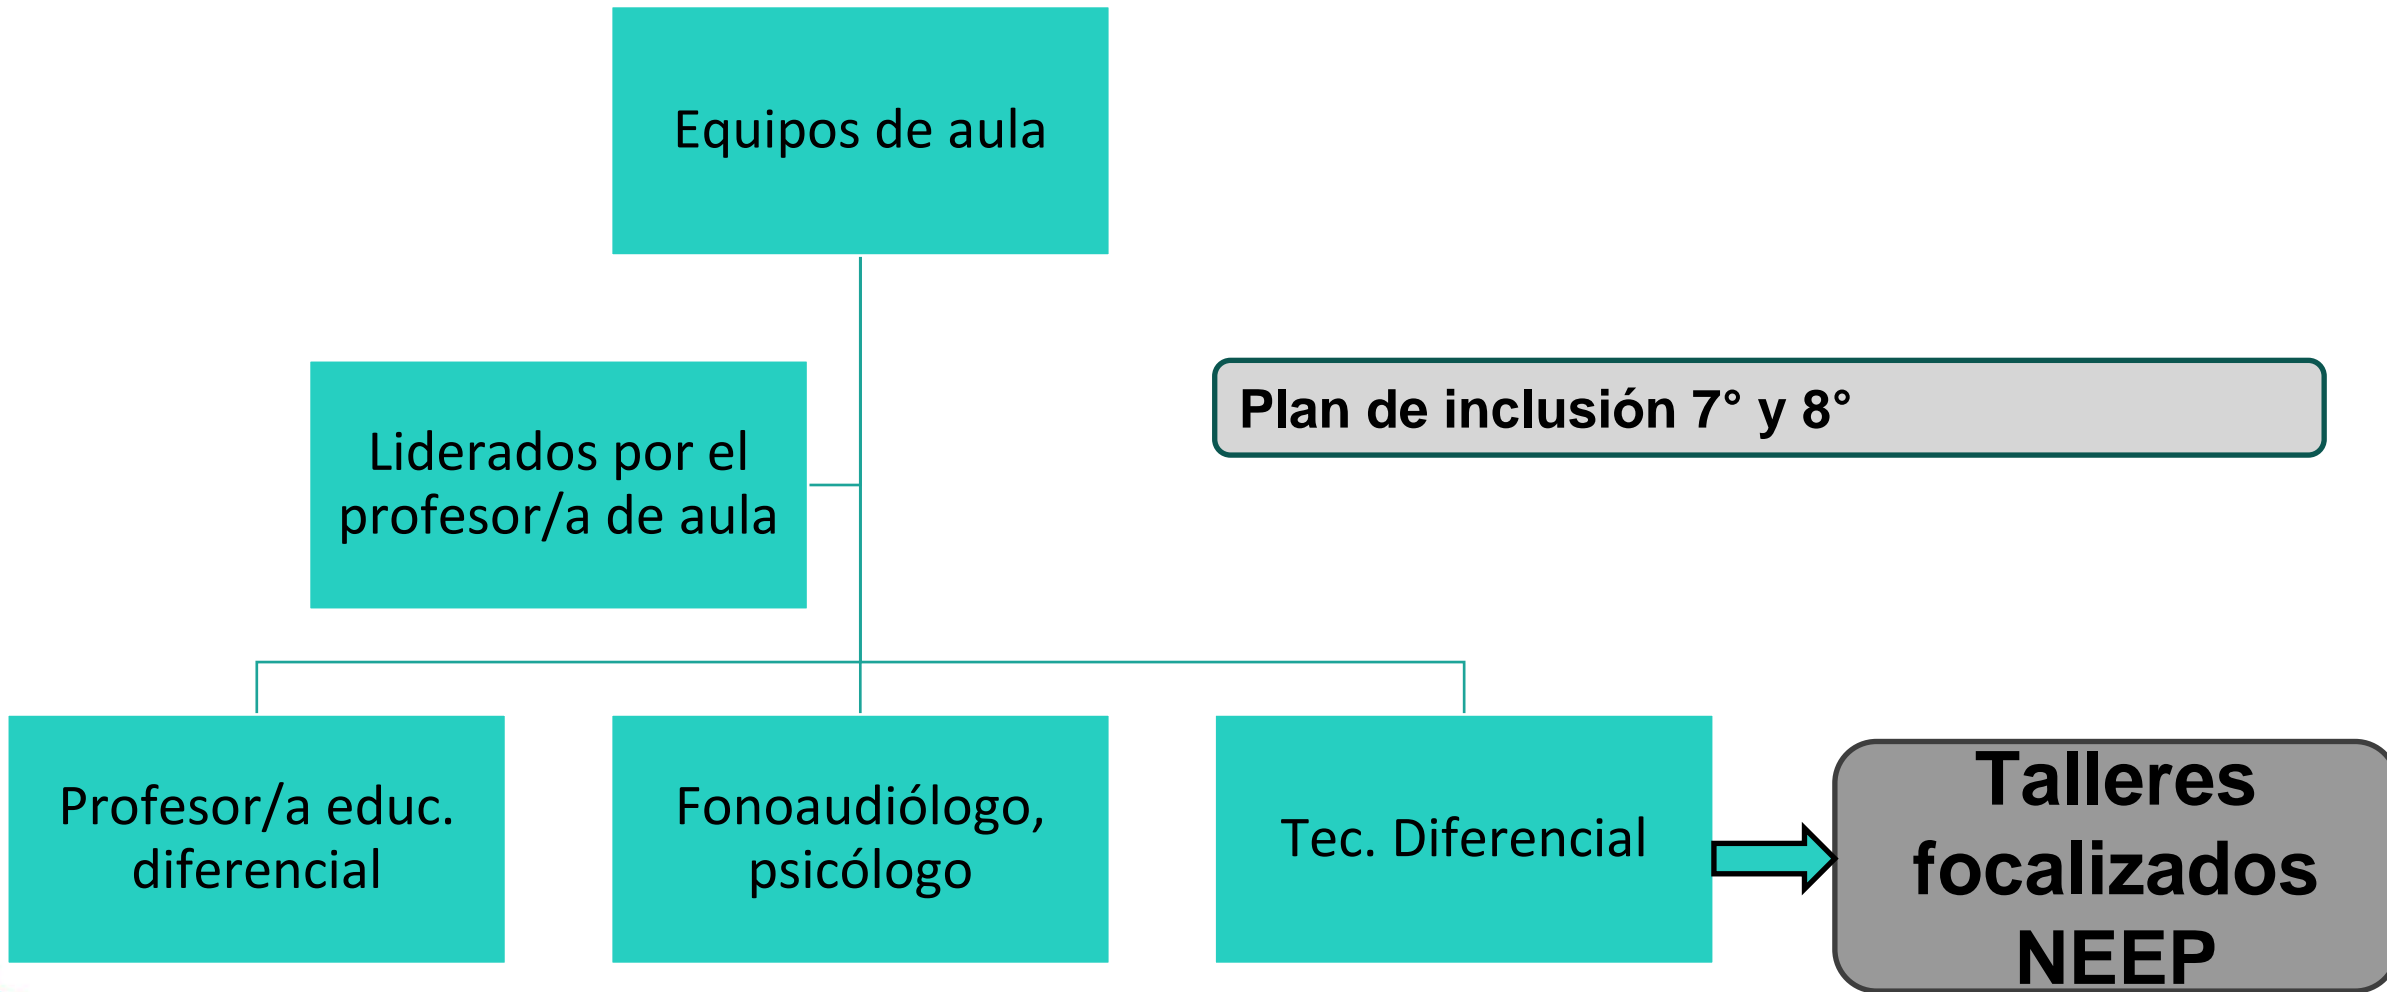 Equipos de aula
Liderados por el
profesor/a de aula
Plan de inclusión 7° y 8°
Profesor/a educ.
diferencial
Fonoaudiólogo,
psicólogo
Tec. Diferencial
Talleres
focalizados
NEEP